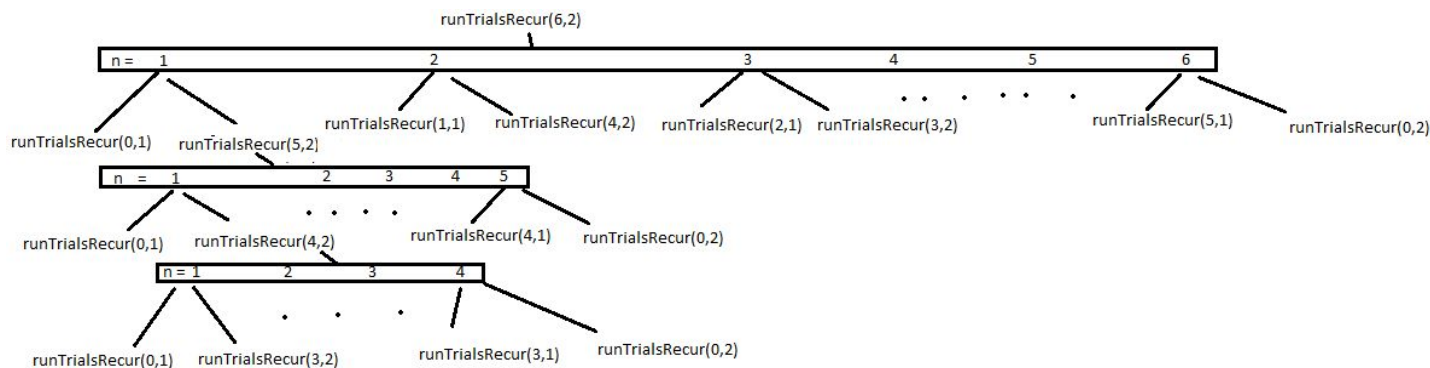 runTrialsRecur(6,2)
n = 1 2 3 4 5 6
runTrialsRecur(0,1) runTrialsRecur(5,2) runTrialsRecur(1,1) runTrialsRecur(4,2) runTrialsRecur(2,1) runTrialsRecur(3,2) runTrialsRecur(5,1) runTrialsRecur(0,2)
n = 1 2 3 4 5
runTrialsRecur(0,1) runTrialsRecur(4,2) runTrialsRecur(4,1) runTrialsRecur(0,2)
n = 1 2 3 4
runTrialsRecur(0,1) runTrialsRecur(3,2) runTrialsRecur(3,1) runTrialsRecur(0,2)